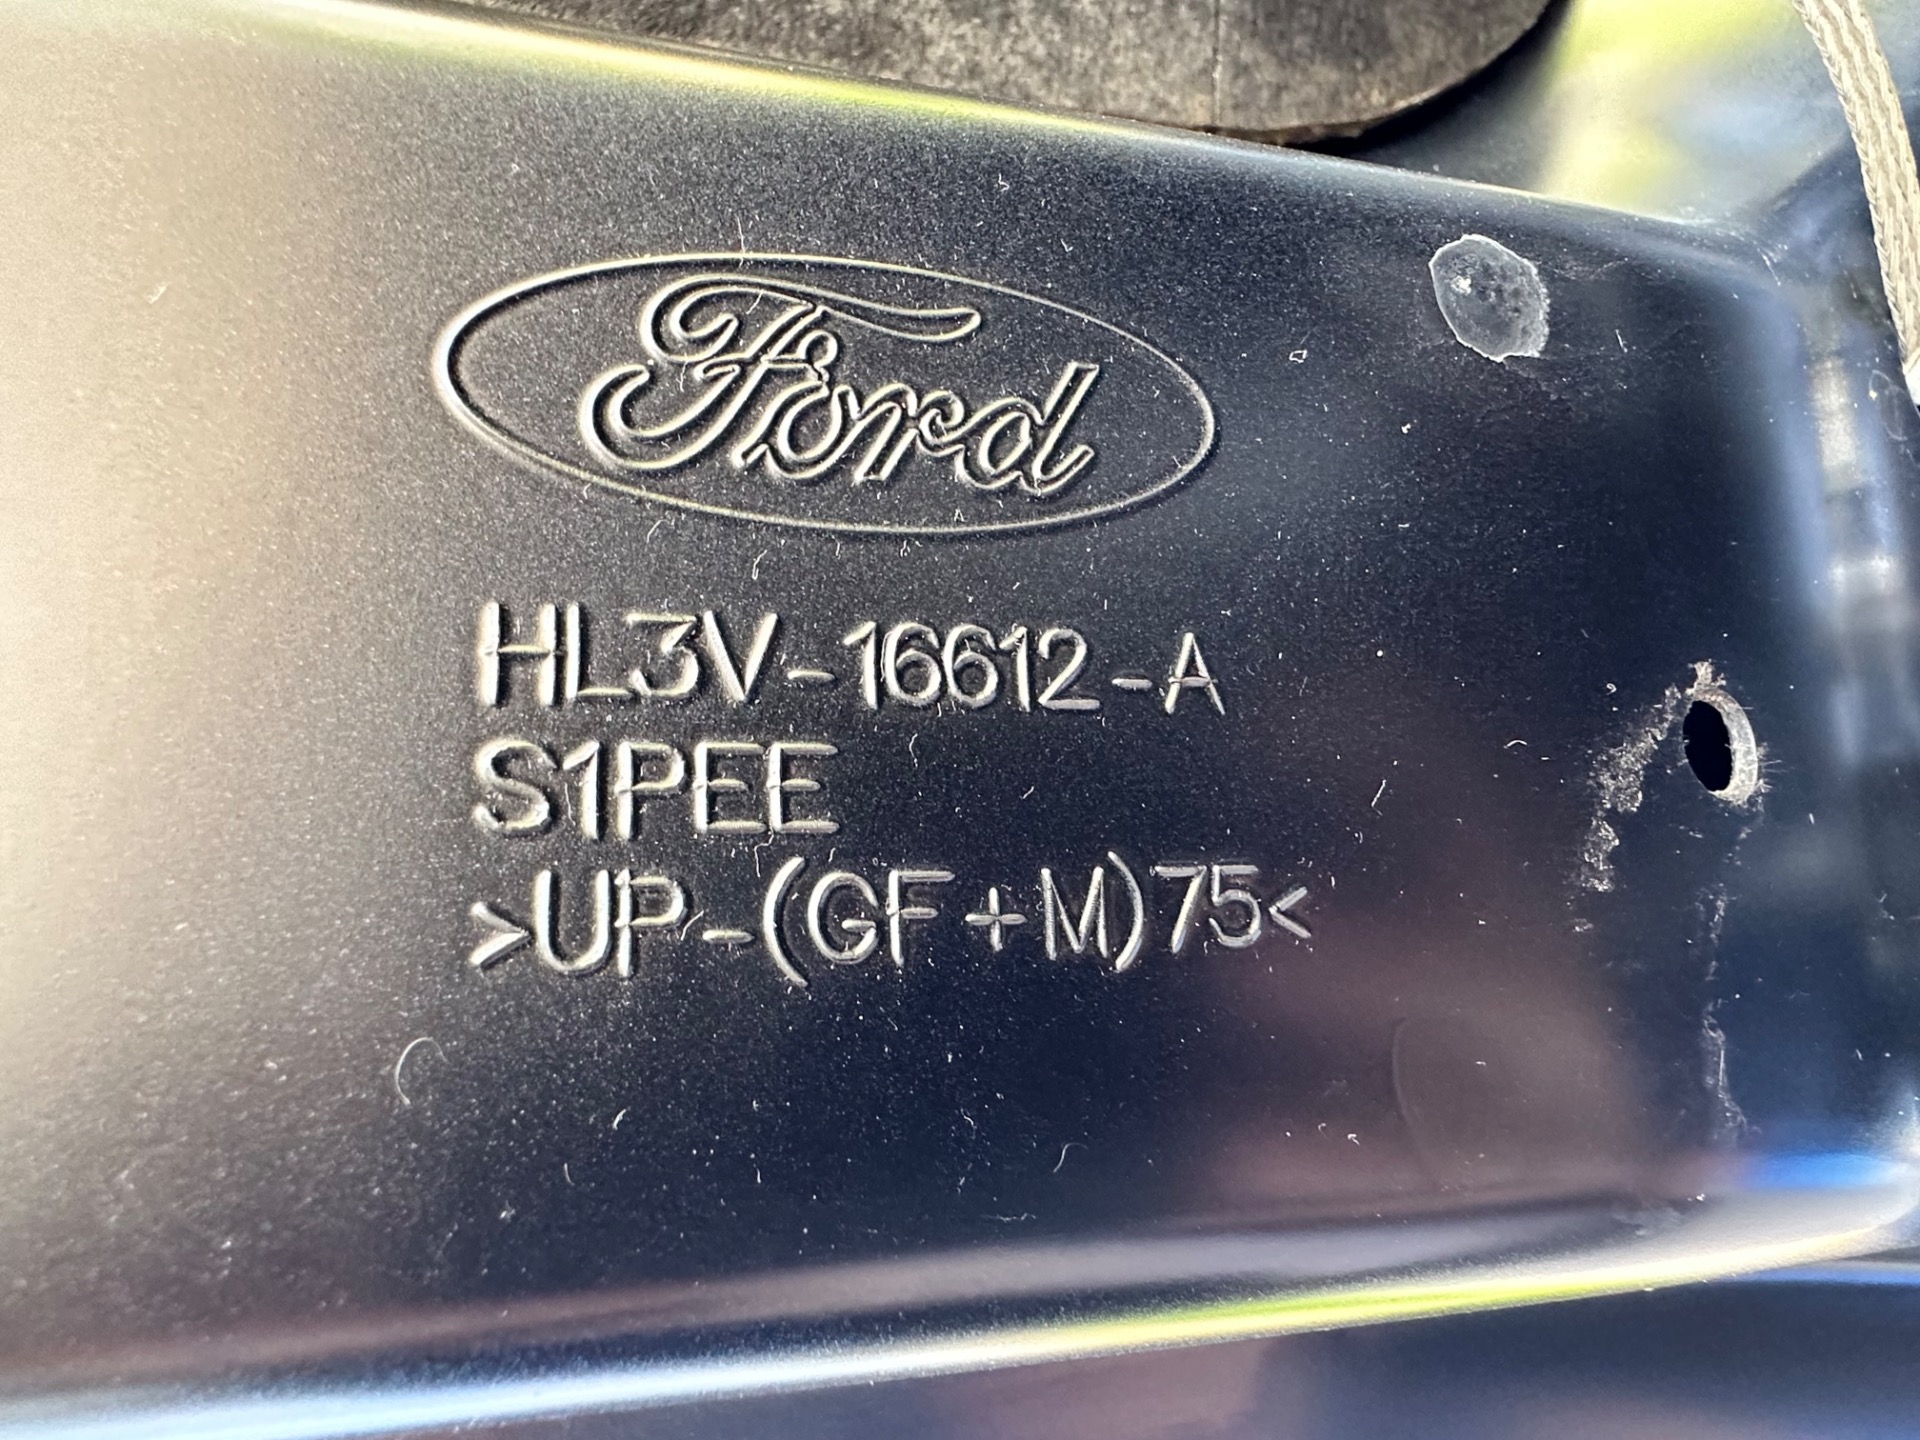 Ford
HL3V-16612-A
S1PEE
>UP-(GF+M)75<